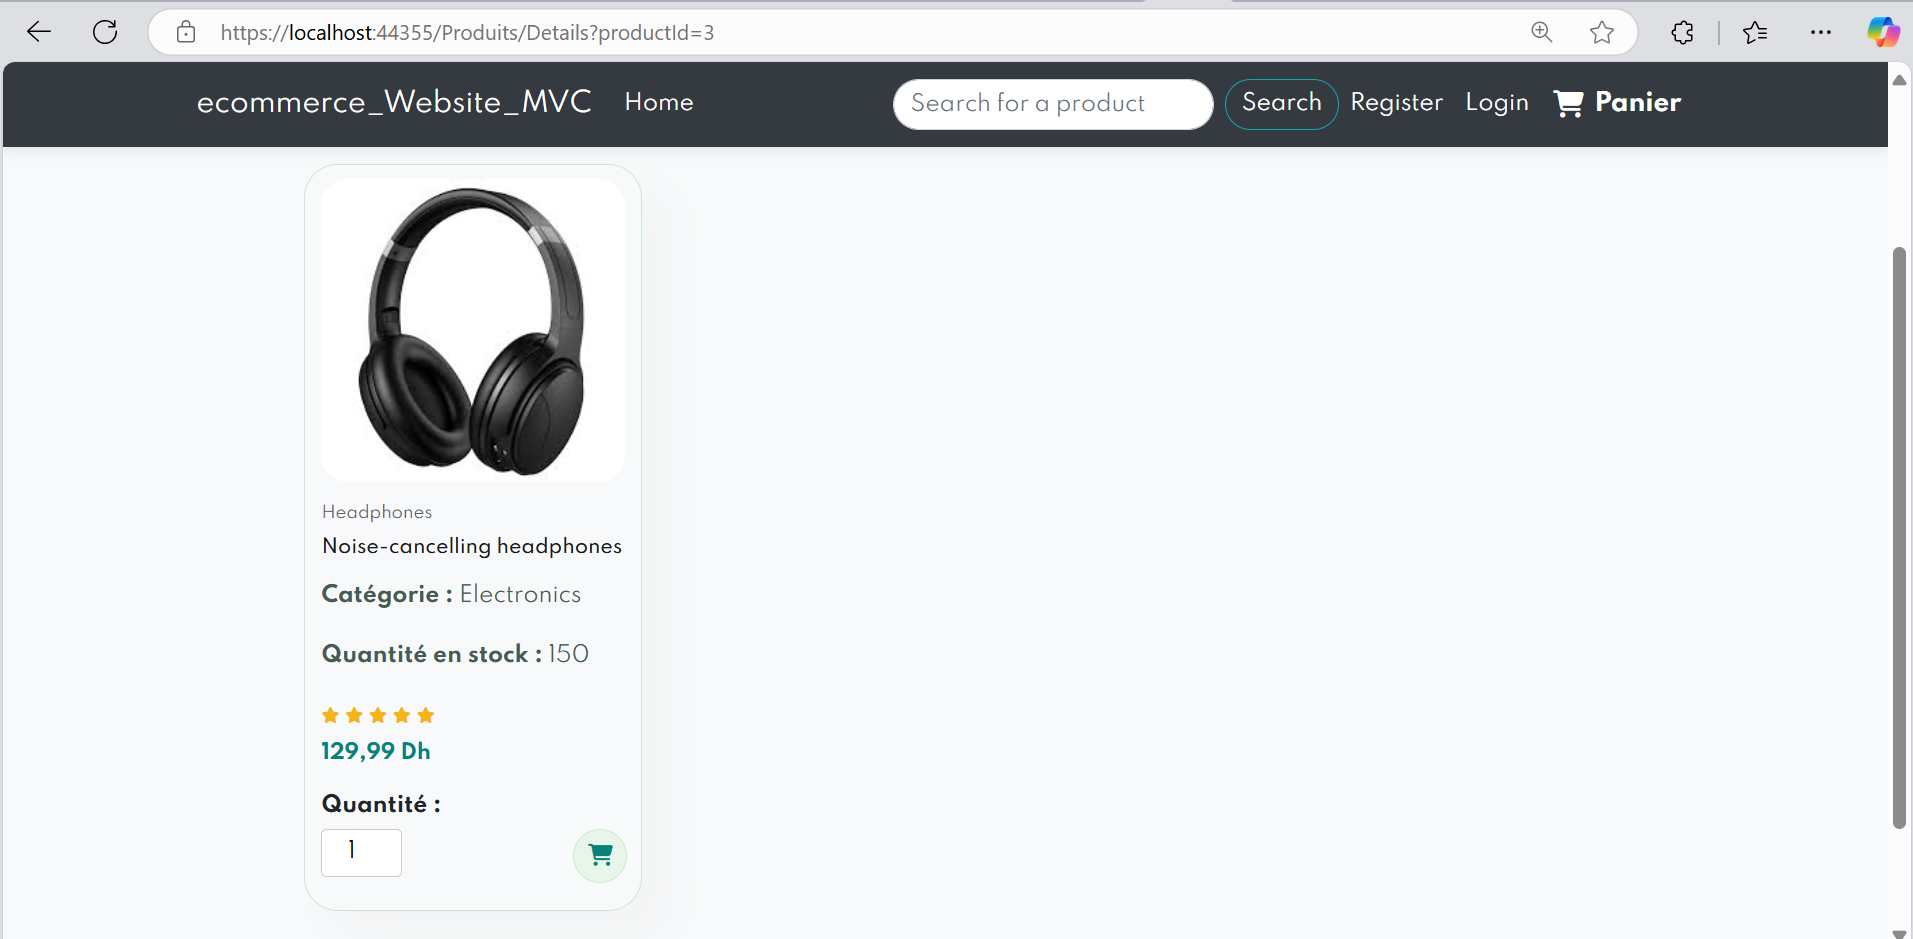 https://localhost:44355/Produits/Details?productId=3
ecommerce_Website_MVC Home Search for a product Search Register Login Panier
Headphones
Noise-cancelling headphones
Catégorie : Electronics
Quantité en stock : 150
129,99 Dh
Quantité :
1